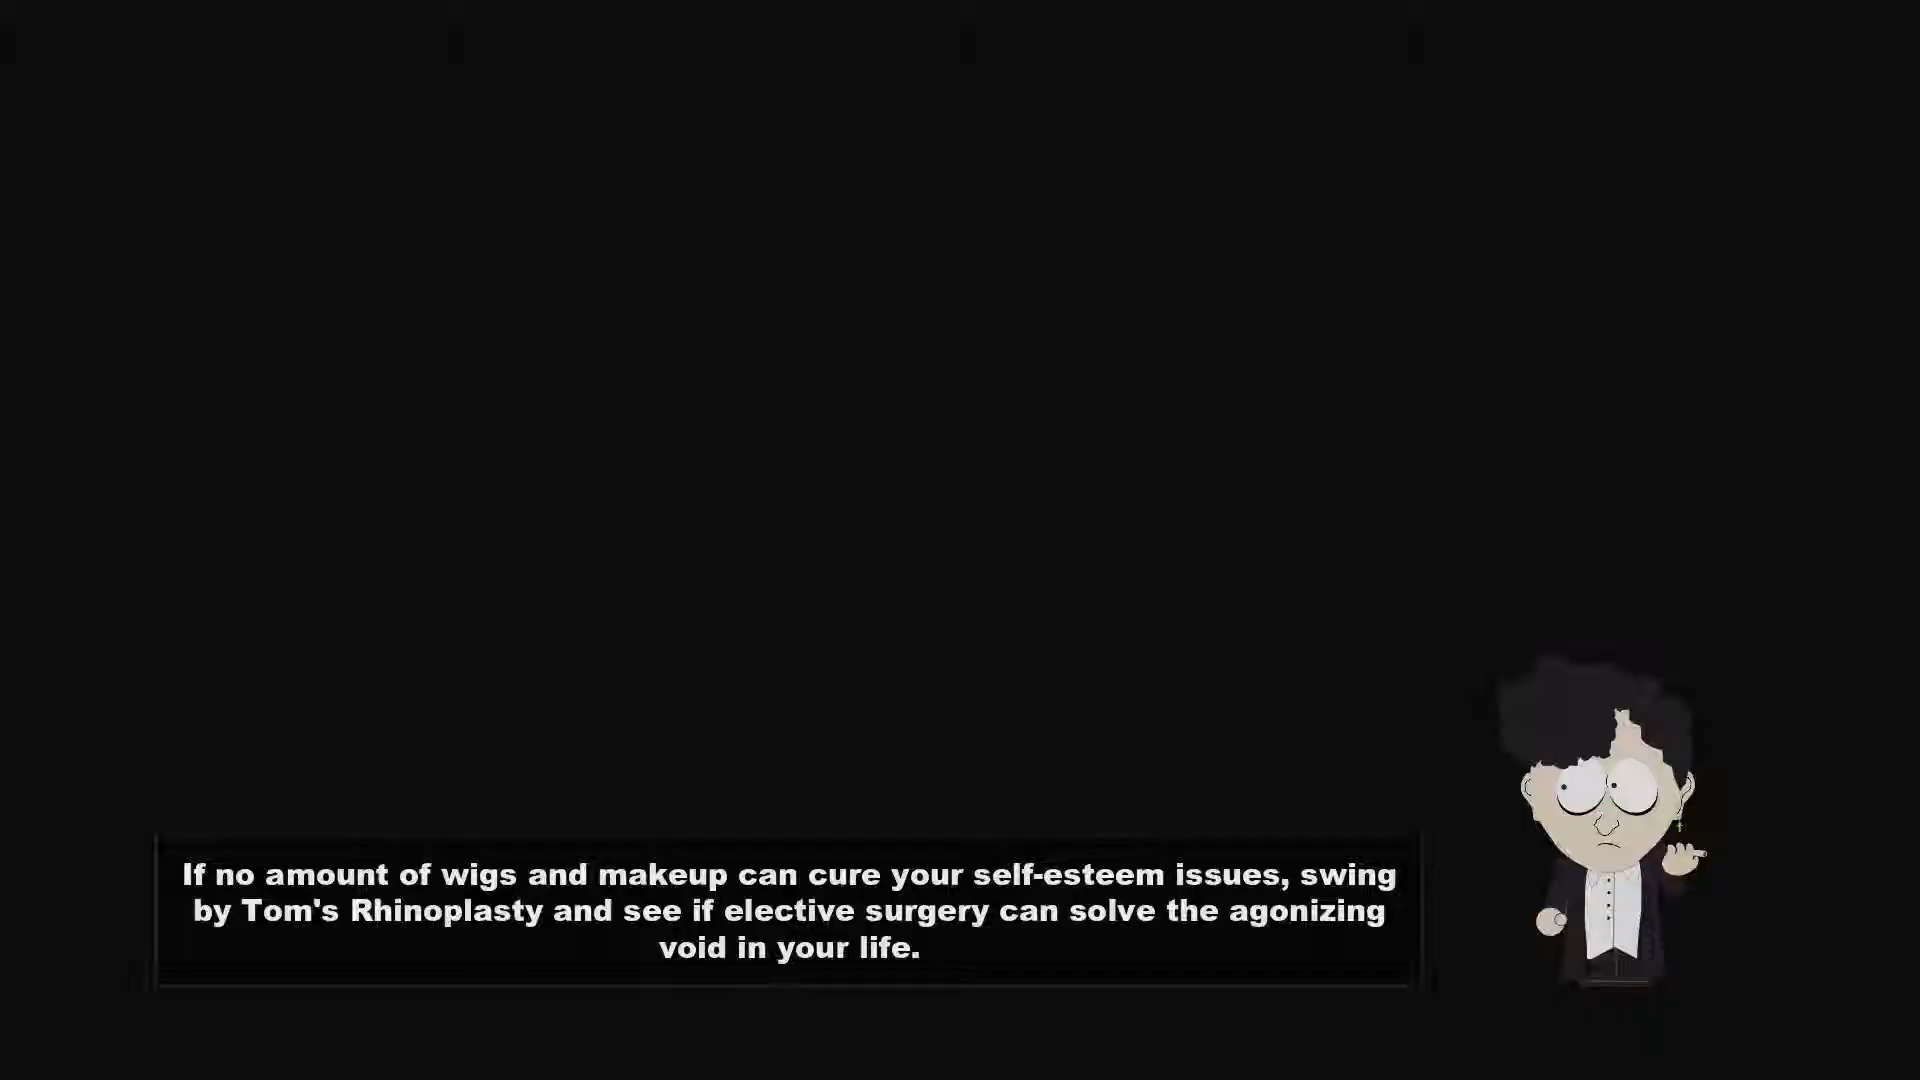 If no amount of wigs and makeup can cure your self-esteem issues, swing
by Tom's Rhinoplasty and see if elective surgery can solve the agonizing
void in your life.